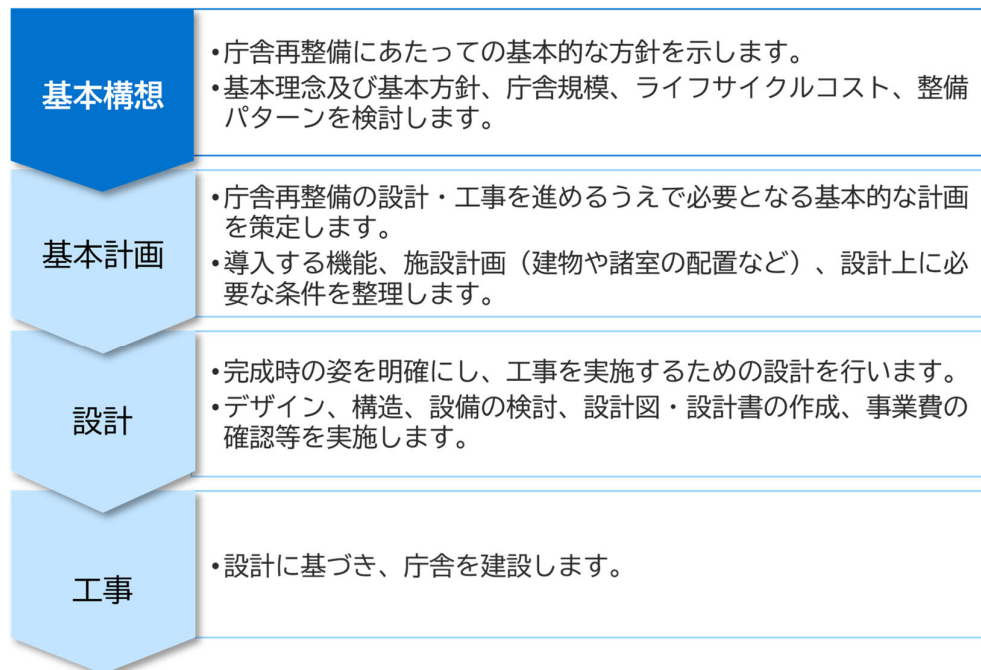 基本構想
•庁舎再整備にあたっての基本的な方針を示します。
•基本理念及び基本方針、庁舎規模、ライフサイクルコスト、整備
パターンを検討します。
基本計画
•庁舎再整備の設計・工事を進めるうえで必要となる基本的な計画
を策定します。
•導入する機能、施設計画（建物や諸室の配置など）、設計上に必
要な条件を整理します。
設計
•完成時の姿を明確にし、工事を実施するための設計を行います。
•デザイン、構造、設備の検討、設計図・設計書の作成、事業費の
確認等を実施します。
工事
•設計に基づき、庁舎を建設します。